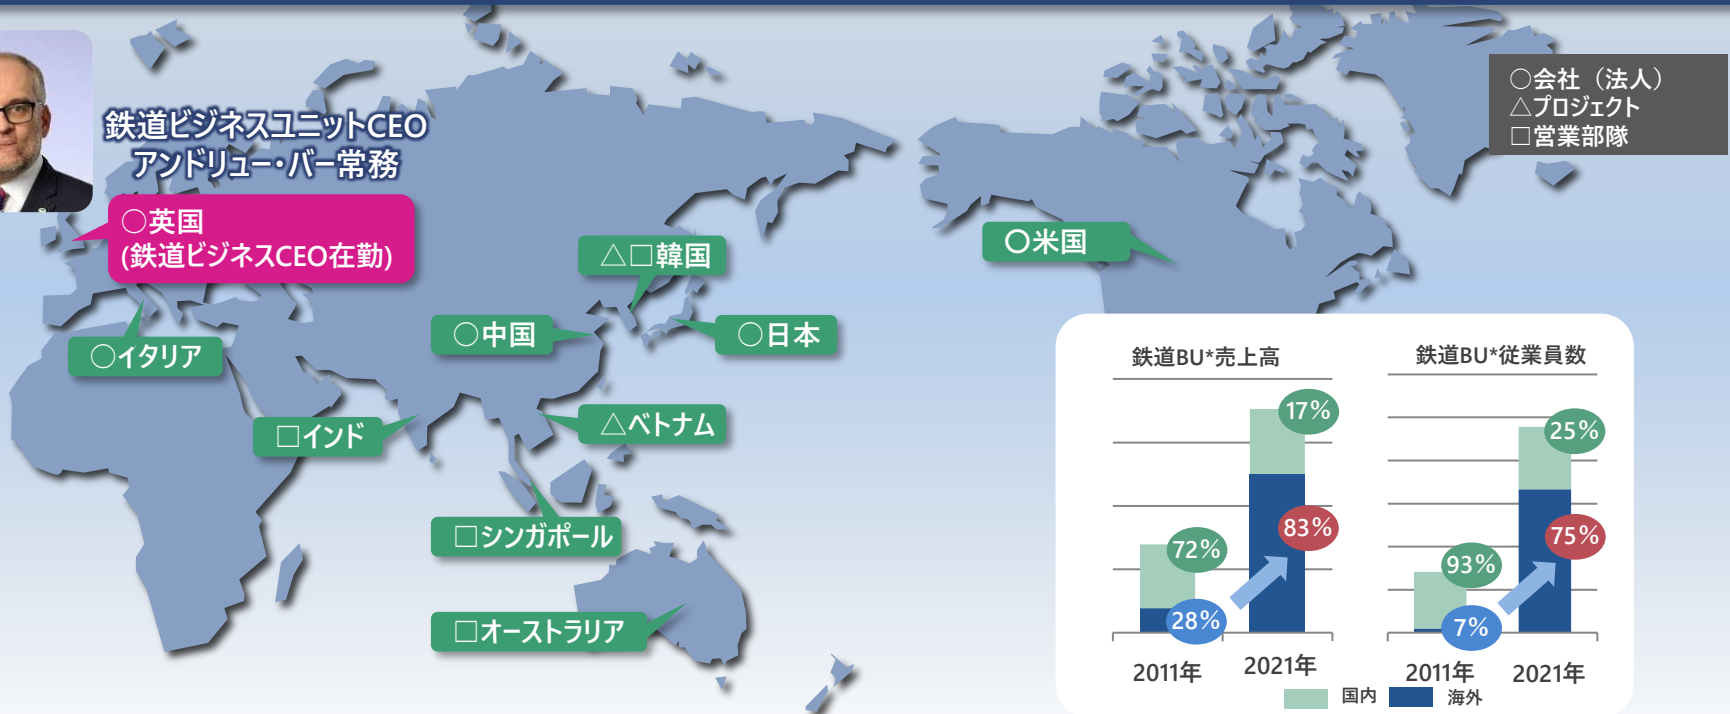 鉄道ビジネスユニットCEO
アンドリュー・バー常務
○会社（法人）
△プロジェクト
□営業部隊
○英国
(鉄道ビジネスCEO在勤)
△□韓国
○米国
○中国
○日本
○イタリア
□インド
△ベトナム
□シンガポール
□オーストラリア
鉄道BU*売上高
17%
72%
83%
28%
2011年
2021年
鉄道BU*従業員数
25%
93%
75%
7%
2011年
2021年
国内
海外